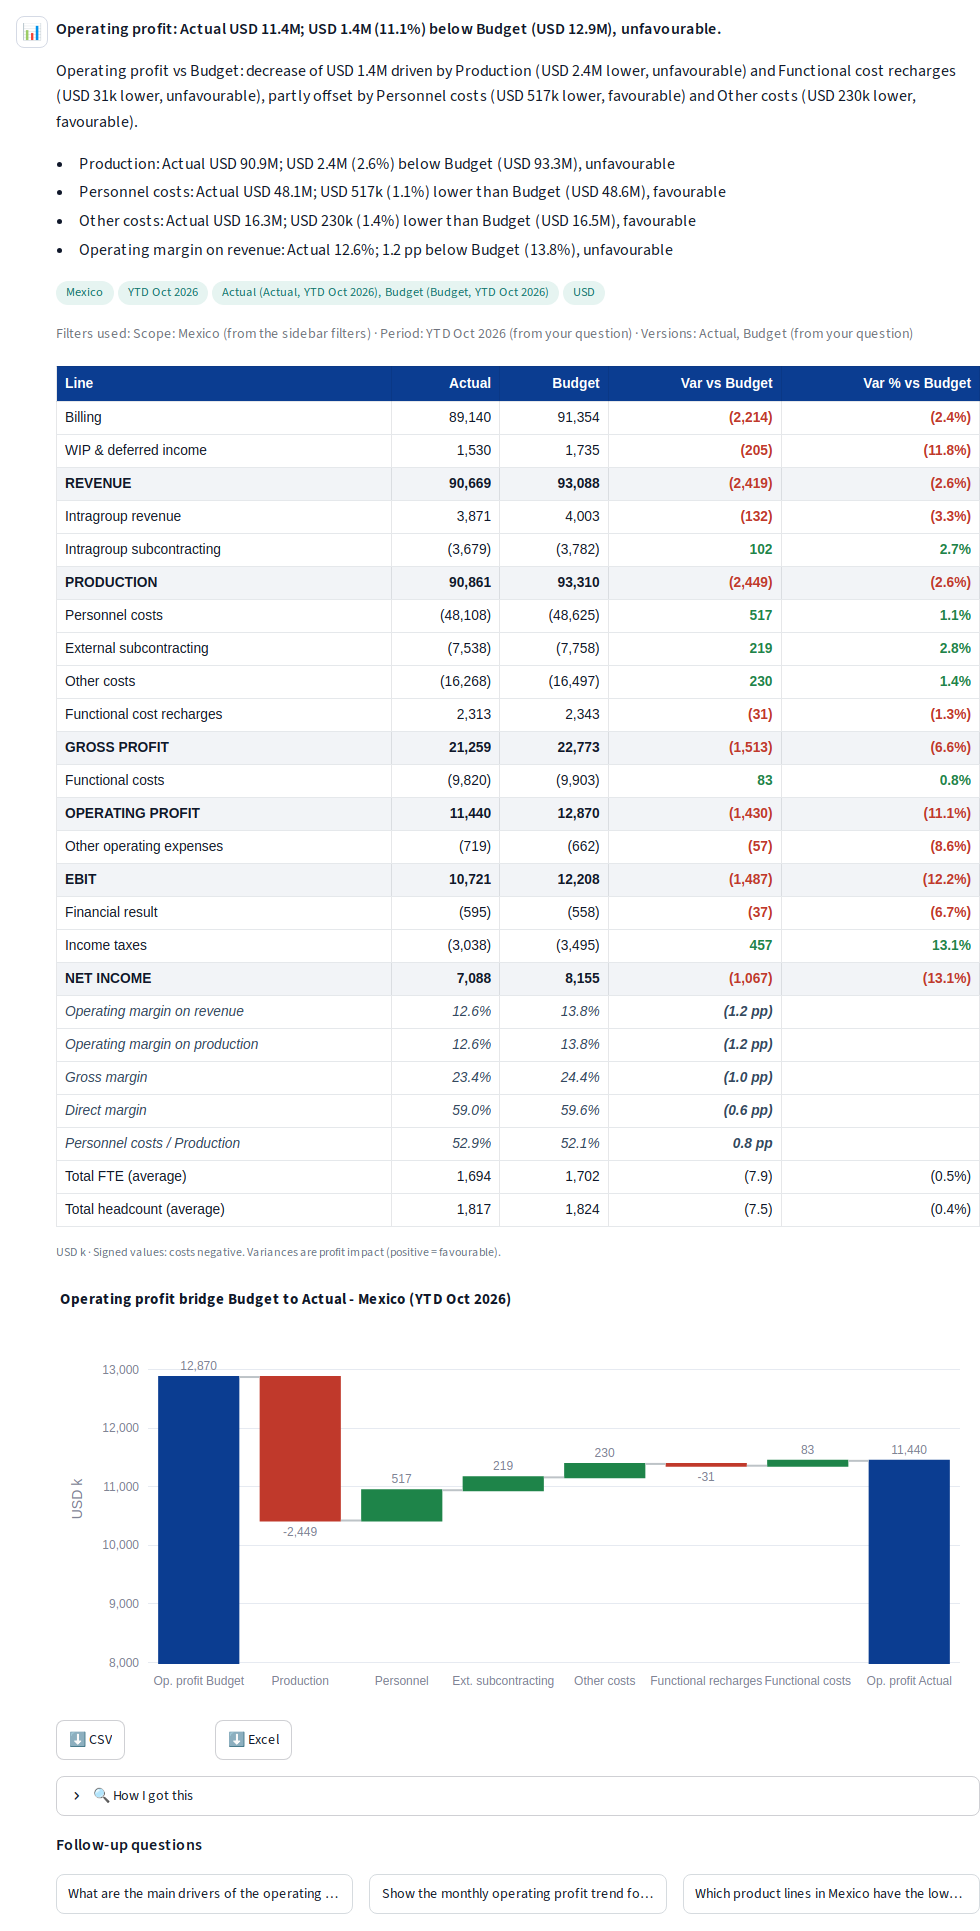 Operating profit: Actual USD 11.4M; USD 1.4M (11.1%) below Budget (USD 12.9M), unfavourable.
Operating profit vs Budget: decrease of USD 1.4M driven by Production (USD 2.4M lower, unfavourable) and Functional cost recharges
(USD 31k lower, unfavourable), partly offset by Personnel costs (USD 517k lower, favourable) and Other costs (USD 230k lower,
favourable).
• Production: Actual USD 90.9M; USD 2.4M (2.6%) below Budget (USD 93.3M), unfavourable
• Personnel costs: Actual USD 48.1M; USD 517k (1.1%) lower than Budget (USD 48.6M), favourable
• Other costs: Actual USD 16.3M; USD 230k (1.4%) lower than Budget (USD 16.5M), favourable
• Operating margin on revenue: Actual 12.6%; 1.2 pp below Budget (13.8%), unfavourable
Mexico YTD Oct 2026 Actual (Actual, YTD Oct 2026), Budget (Budget, YTD Oct 2026) USD
Filters used: Scope: Mexico (from the sidebar filters) · Period: YTD Oct 2026 (from your question) · Versions: Actual, Budget (from your question)
Line Actual Budget Var vs Budget Var % vs Budget
Billing 89,140 91,354 (2,214) (2.4%)
WIP & deferred income 1,530 1,735 (205) (11.8%)
REVENUE 90,669 93,088 (2,419) (2.6%)
Intragroup revenue 3,871 4,003 (132) (3.3%)
Intragroup subcontracting (3,679) (3,782) 102 2.7%
PRODUCTION 90,861 93,310 (2,449) (2.6%)
Personnel costs (48,108) (48,625) 517 1.1%
External subcontracting (7,538) (7,758) 219 2.8%
Other costs (16,268) (16,497) 230 1.4%
Functional cost recharges 2,313 2,343 (31) (1.3%)
GROSS PROFIT 21,259 22,773 (1,513) (6.6%)
Functional costs (9,820) (9,903) 83 0.8%
OPERATING PROFIT 11,440 12,870 (1,430) (11.1%)
Other operating expenses (719) (662) (57) (8.6%)
EBIT 10,721 12,208 (1,487) (12.2%)
Financial result (595) (558) (37) (6.7%)
Income taxes (3,038) (3,495) 457 13.1%
NET INCOME 7,088 8,155 (1,067) (13.1%)
Operating margin on revenue 12.6% 13.8% (1.2 pp)
Operating margin on production 12.6% 13.8% (1.2 pp)
Gross margin 23.4% 24.4% (1.0 pp)
Direct margin 59.0% 59.6% (0.6 pp)
Personnel costs / Production 52.9% 52.1% 0.8 pp
Total FTE (average) 1,694 1,702 (7.9) (0.5%)
Total headcount (average) 1,817 1,824 (7.5) (0.4%)
USD k · Signed values: costs negative. Variances are profit impact (positive = favourable).
Operating profit bridge Budget to Actual - Mexico (YTD Oct 2026)
USD k
13,000
12,000
11,000
10,000
9,000
8,000
12,870
-2,449
517
219
230
-31
83
11,440
Op. profit Budget Production Personnel Ext. subcontracting Other costs Functional recharges Functional costs Op. profit Actual
CSV
Excel
How I got this
Follow-up questions
What are the main drivers of the operating …
Show the monthly operating profit trend fo…
Which product lines in Mexico have the low…